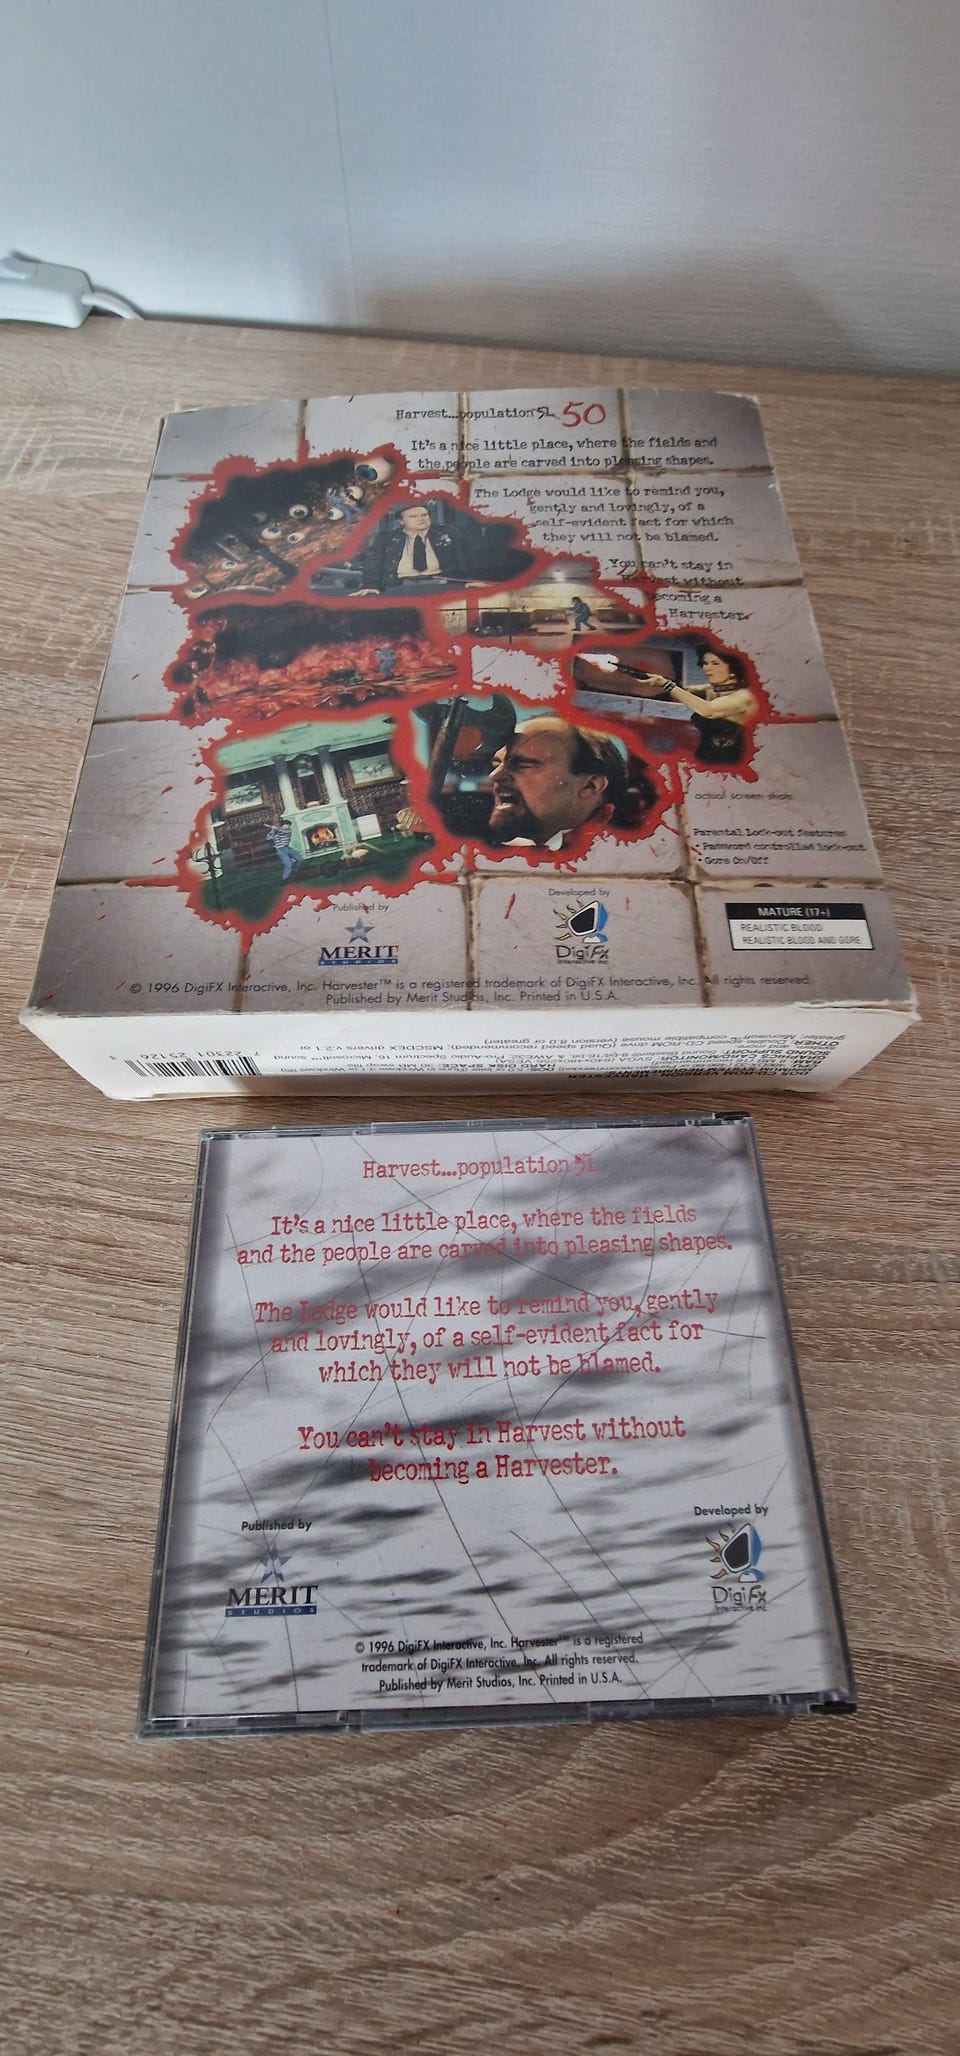 Harvest...population 51 50
It's a nice little place, where the fields and
the people are carved into pleasing shapes.
The Lodge would like to remind you,
gently and lovingly, of a
self-evident fact for which
they will not be blamed.
You can't stay in
Harvest without
becoming a
Harvester.
actual screen shots
Parental Lock-out features
• Password controlled lock-out
• Gore On/Off
Published by
MERIT
STUDIOS
Developed by
DigiFx
Interactive Inc.
MATURE (17+)
REALISTIC BLOOD
REALISTIC BLOOD AND GORE
© 1996 DigiFX Interactive, Inc. Harvester™ is a registered trademark of DigiFX Interactive, Inc. All rights reserved.
Published by Merit Studios, Inc. Printed in U.S.A.
7 22301 29126 3
Harvest...population 51
It's a nice little place, where the fields
and the people are carved into pleasing shapes.
The Lodge would like to remind you, gently
and lovingly, of a self-evident fact for
which they will not be blamed.
You can't stay in Harvest without
becoming a Harvester.
Published by
MERIT
STUDIOS
Developed by
DigiFx
Interactive Inc.
© 1996 DigiFX Interactive, Inc. Harvester™ is a registered
trademark of DigiFX Interactive, Inc. All rights reserved.
Published by Merit Studios, Inc. Printed in U.S.A.